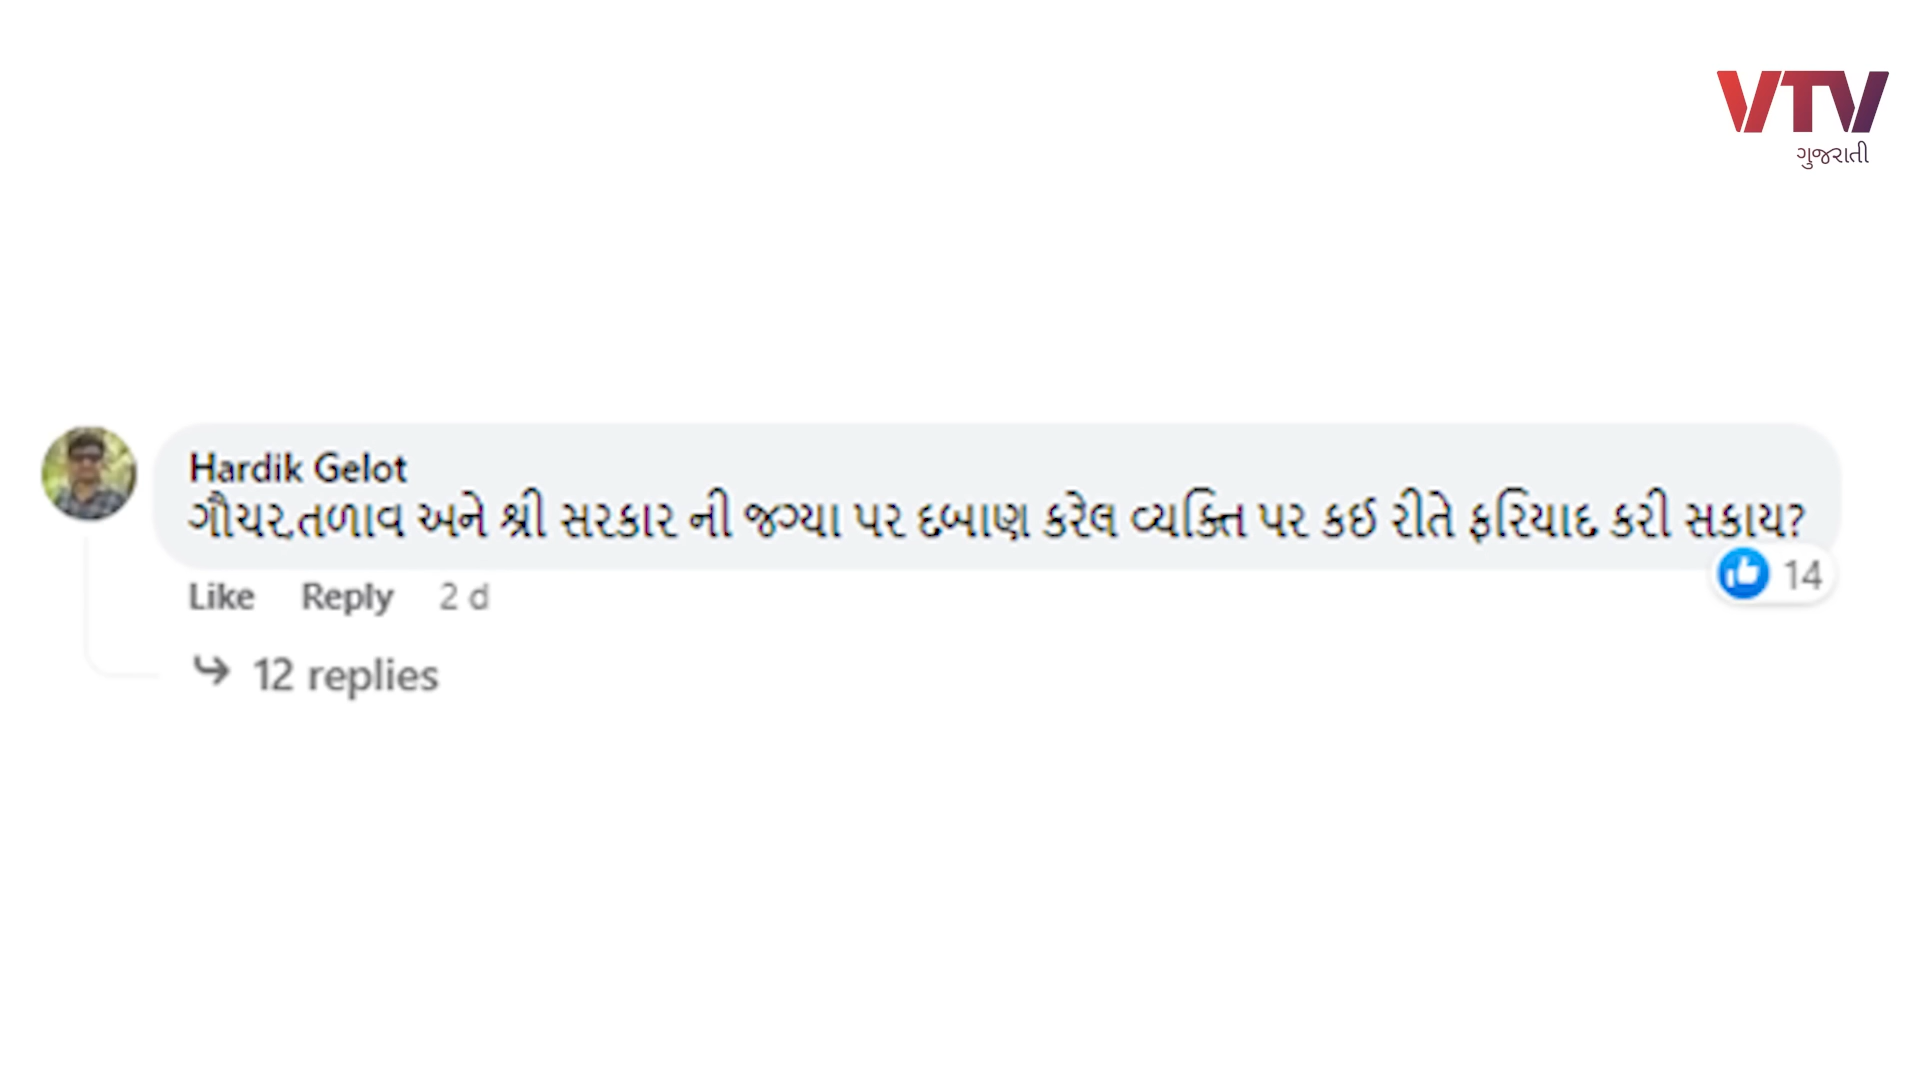 VTV
ગુજરાતી
Hardik Gelot
ગૌચર,તળાવ અને શ્રી સરકાર ની જગ્યા પર દબાણ કરેલ વ્યક્તિ પર કઈ રીતે ફરિયાદ કરી સકાય?
14
Like Reply 2 d
12 replies